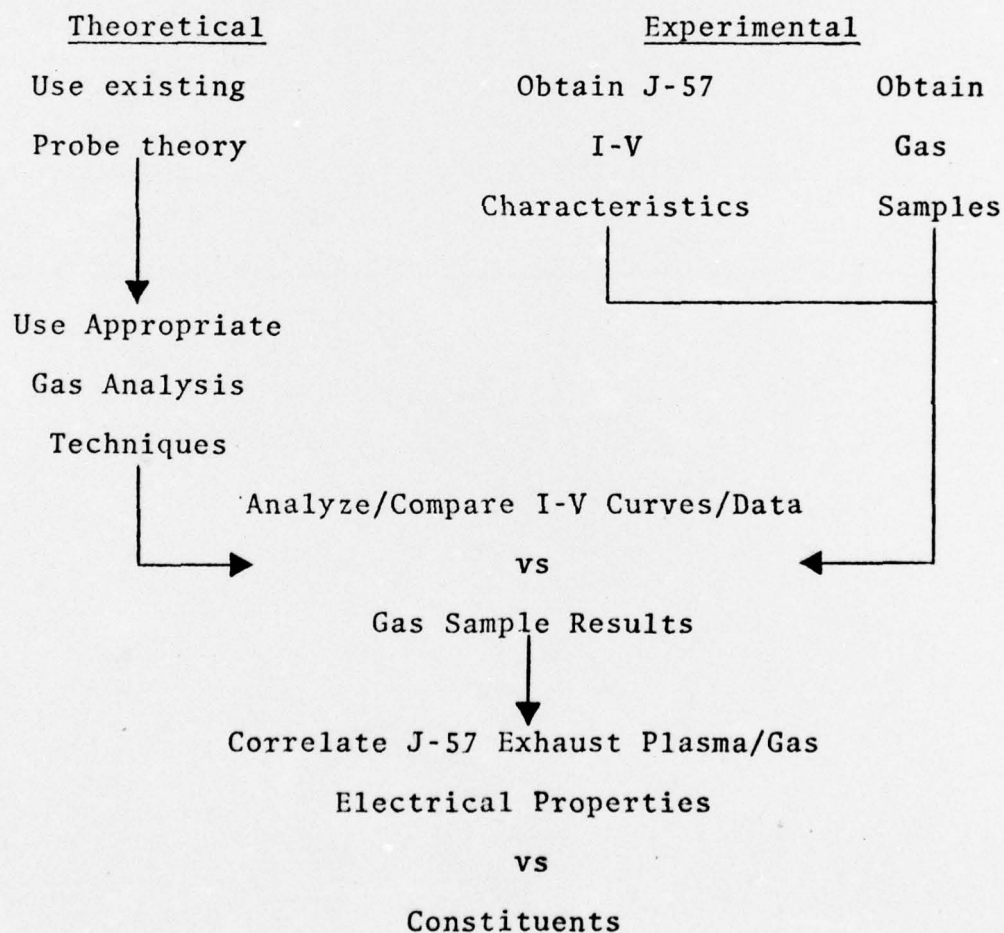 Theoretical
Use existing
Probe theory
Use Appropriate
Gas Analysis
Techniques
Experimental
Obtain J-57
I-V
Characteristics
Obtain
Gas
Samples
Analyze/Compare I-V Curves/Data
vs
Gas Sample Results
Correlate J-57 Exhaust Plasma/Gas
Electrical Properties
vs
Constituents